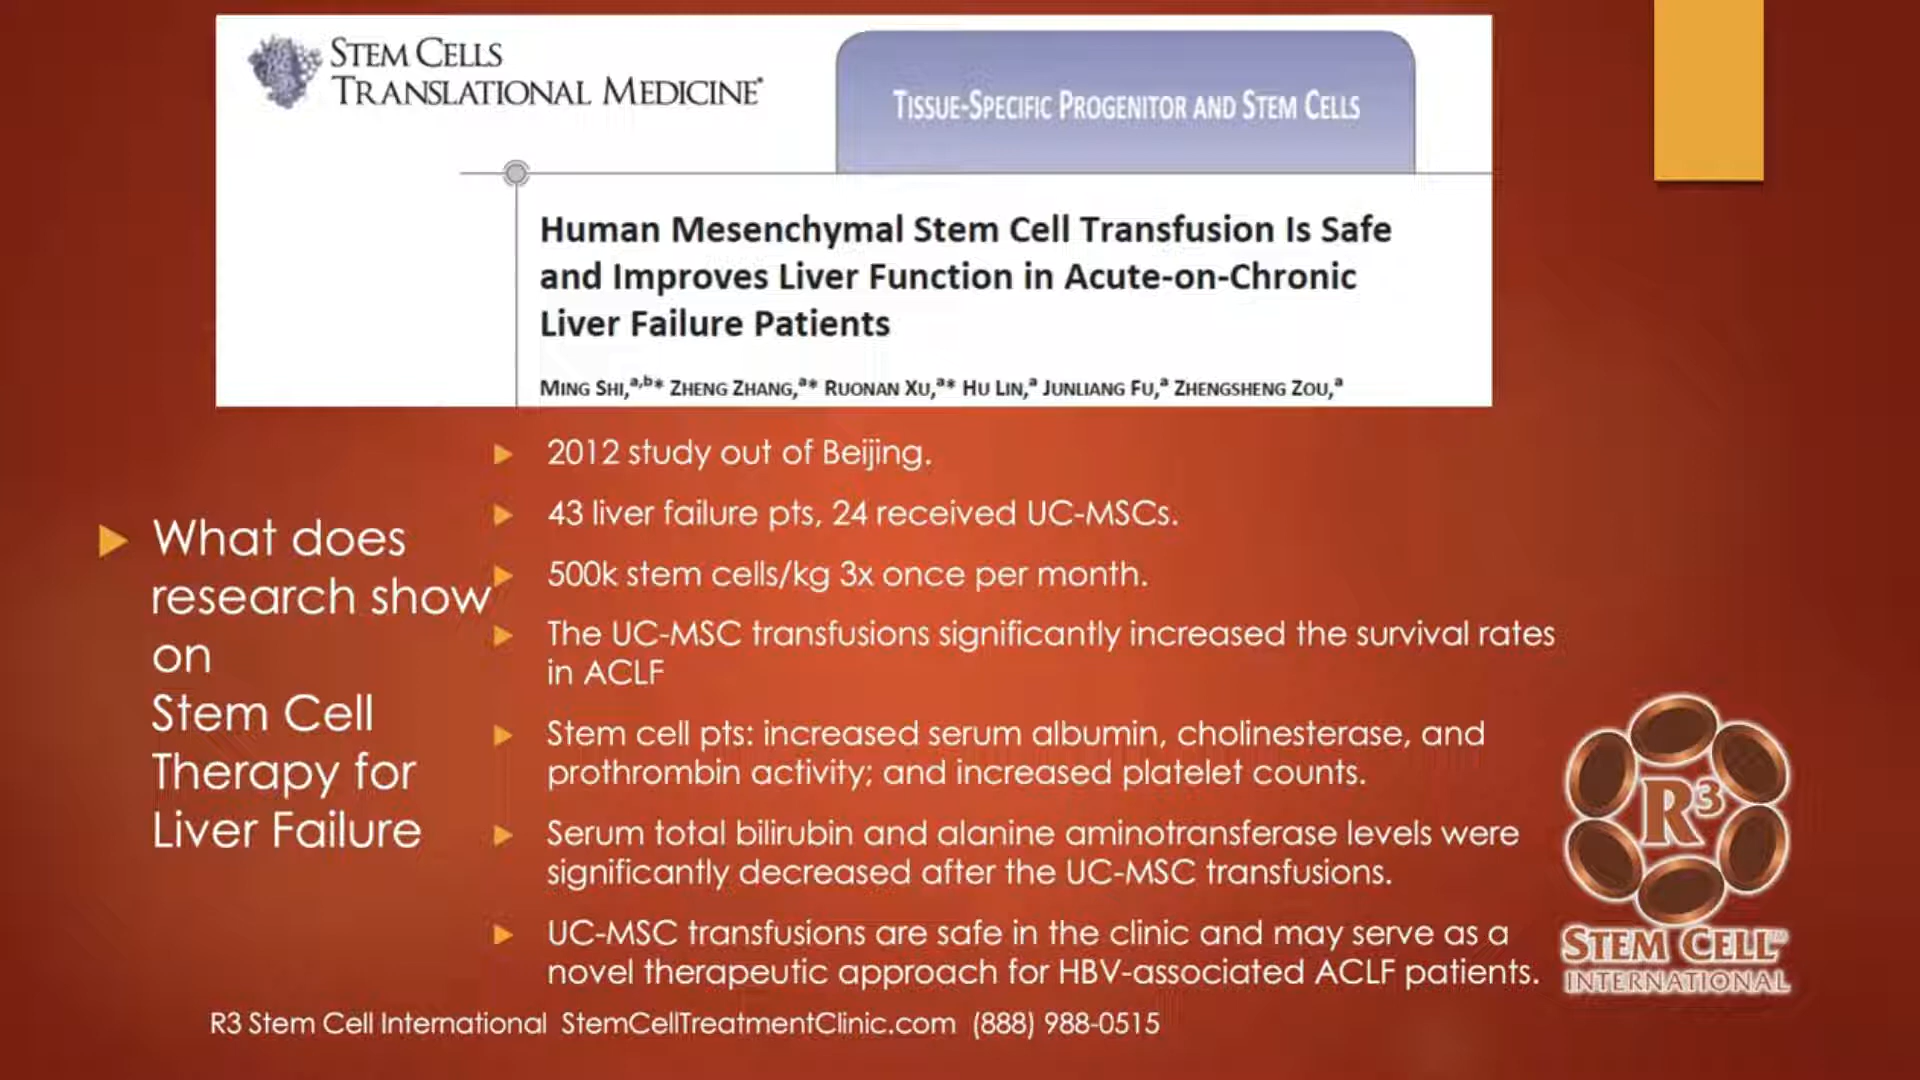 STEM CELLS
TRANSLATIONAL MEDICINE®
TISSUE-SPECIFIC PROGENITOR AND STEM CELLS
Human Mesenchymal Stem Cell Transfusion Is Safe
and Improves Liver Function in Acute-on-Chronic
Liver Failure Patients
MING SHI,a,b* ZHENG ZHANG,a* RUONAN XU,a* HU LIN,a JUNLIANG FU,a ZHENGSHENG ZOU,a
What does
research show
on
Stem Cell
Therapy for
Liver Failure
2012 study out of Beijing.
43 liver failure pts, 24 received UC-MSCs.
500k stem cells/kg 3x once per month.
The UC-MSC transfusions significantly increased the survival rates
in ACLF
Stem cell pts: increased serum albumin, cholinesterase, and
prothrombin activity; and increased platelet counts.
Serum total bilirubin and alanine aminotransferase levels were
significantly decreased after the UC-MSC transfusions.
UC-MSC transfusions are safe in the clinic and may serve as a
novel therapeutic approach for HBV-associated ACLF patients.
R3
STEM CELL™
INTERNATIONAL
R3 Stem Cell International StemCellTreatmentClinic.com (888) 988-0515